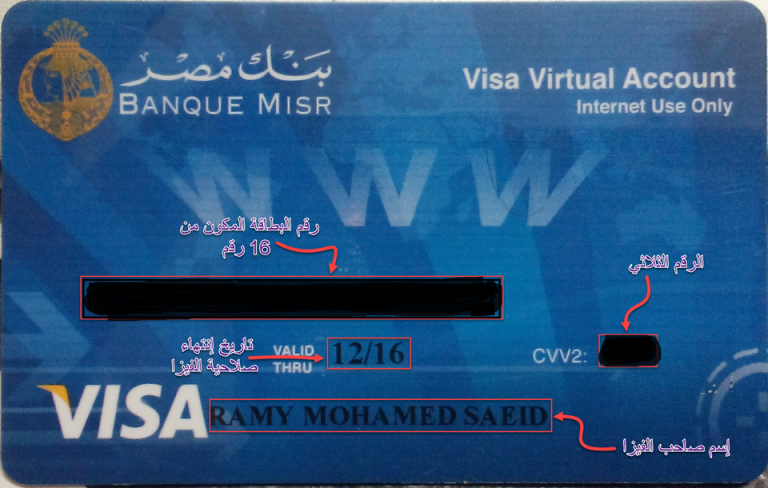 بنك مصر
BANQUE MISR
Visa Virtual Account
Internet Use Only
WWW
رقم البطاقة المكون من
16 رقم
الرقم الثلاثي
تاريخ إنتهاء
صلاحية الفيزا
VALID
THRU
12/16
CVV2:
VISA
RAMY MOHAMED SAEID
إسم صاحب الفيزا